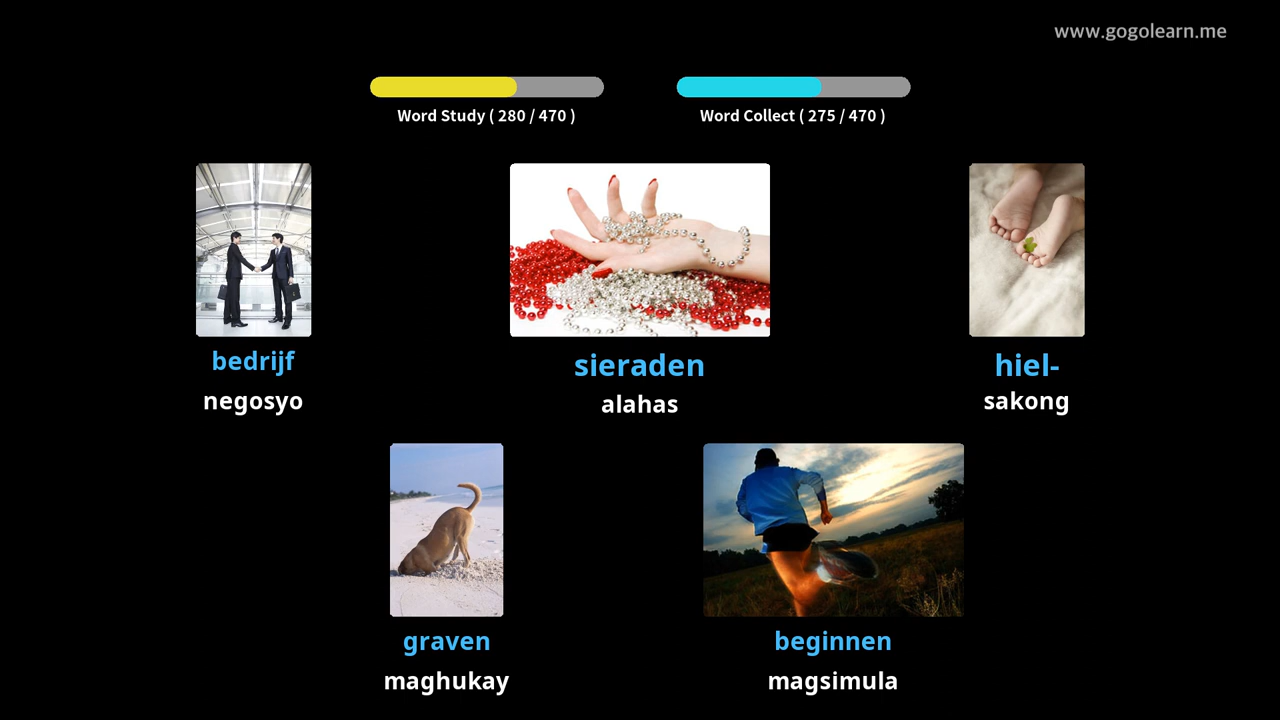 www.gogolearn.me
Word Study ( 280 / 470 )
Word Collect ( 275 / 470 )
bedrijf
negosyo
sieraden
alahas
hiel-
sakong
graven
maghukay
beginnen
magsimula